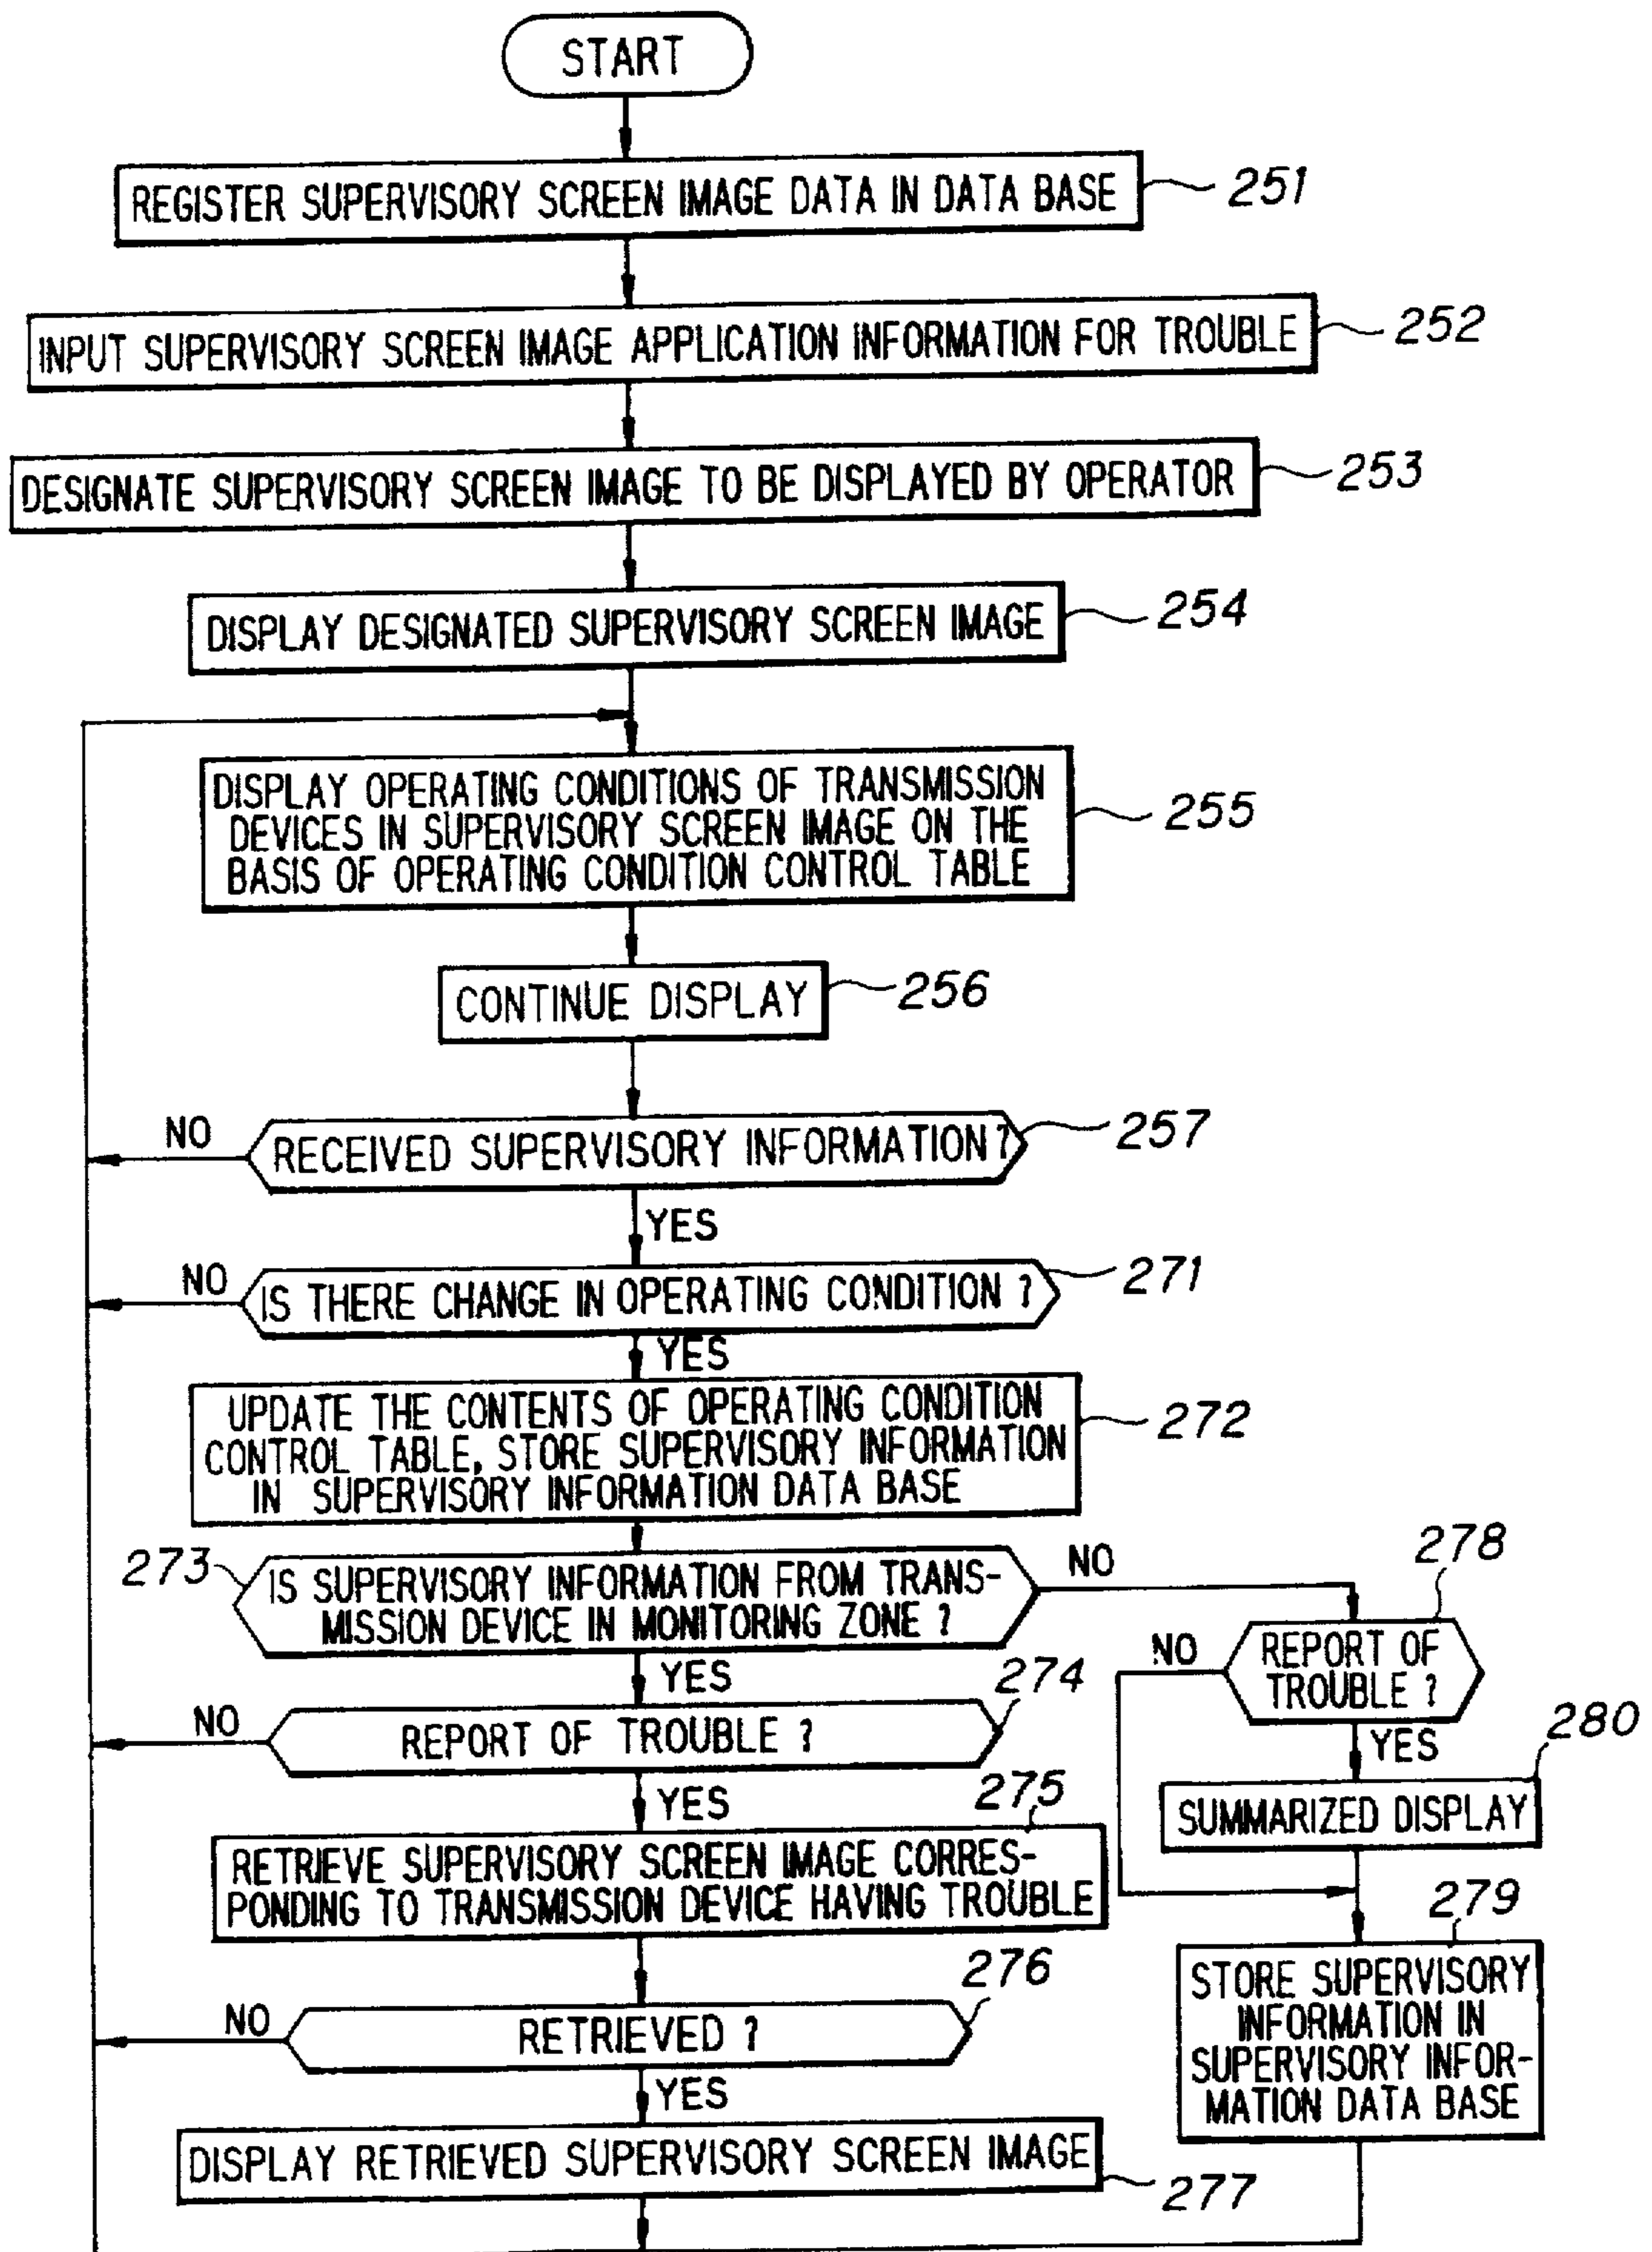 START
REGISTER SUPERVISORY SCREEN IMAGE DATA IN DATA BASE
251
INPUT SUPERVISORY SCREEN IMAGE APPLICATION INFORMATION FOR TROUBLE
252
DESIGNATE SUPERVISORY SCREEN IMAGE TO BE DISPLAYED BY OPERATOR
253
DISPLAY DESIGNATED SUPERVISORY SCREEN IMAGE
254
DISPLAY OPERATING CONDITIONS OF TRANSMISSION
DEVICES IN SUPERVISORY SCREEN IMAGE ON THE
BASIS OF OPERATING CONDITION CONTROL TABLE
255
CONTINUE DISPLAY
256
NO
RECEIVED SUPERVISORY INFORMATION ?
257
YES
NO
IS THERE CHANGE IN OPERATING CONDITION ?
271
YES
UPDATE THE CONTENTS OF OPERATING CONDITION
CONTROL TABLE, STORE SUPERVISORY INFORMATION
IN SUPERVISORY INFORMATION DATA BASE
272
273
IS SUPERVISORY INFORMATION FROM TRANS-
MISSION DEVICE IN MONITORING ZONE ?
NO
278
YES
274
NO
REPORT OF
TROUBLE ?
NO
REPORT OF TROUBLE ?
YES
280
YES
275
SUMMARIZED DISPLAY
RETRIEVE SUPERVISORY SCREEN IMAGE CORRES-
PONDING TO TRANSMISSION DEVICE HAVING TROUBLE
279
276
STORE SUPERVISORY
INFORMATION IN
SUPERVISORY INFOR-
MATION DATA BASE
NO
RETRIEVED ?
YES
DISPLAY RETRIEVED SUPERVISORY SCREEN IMAGE
277